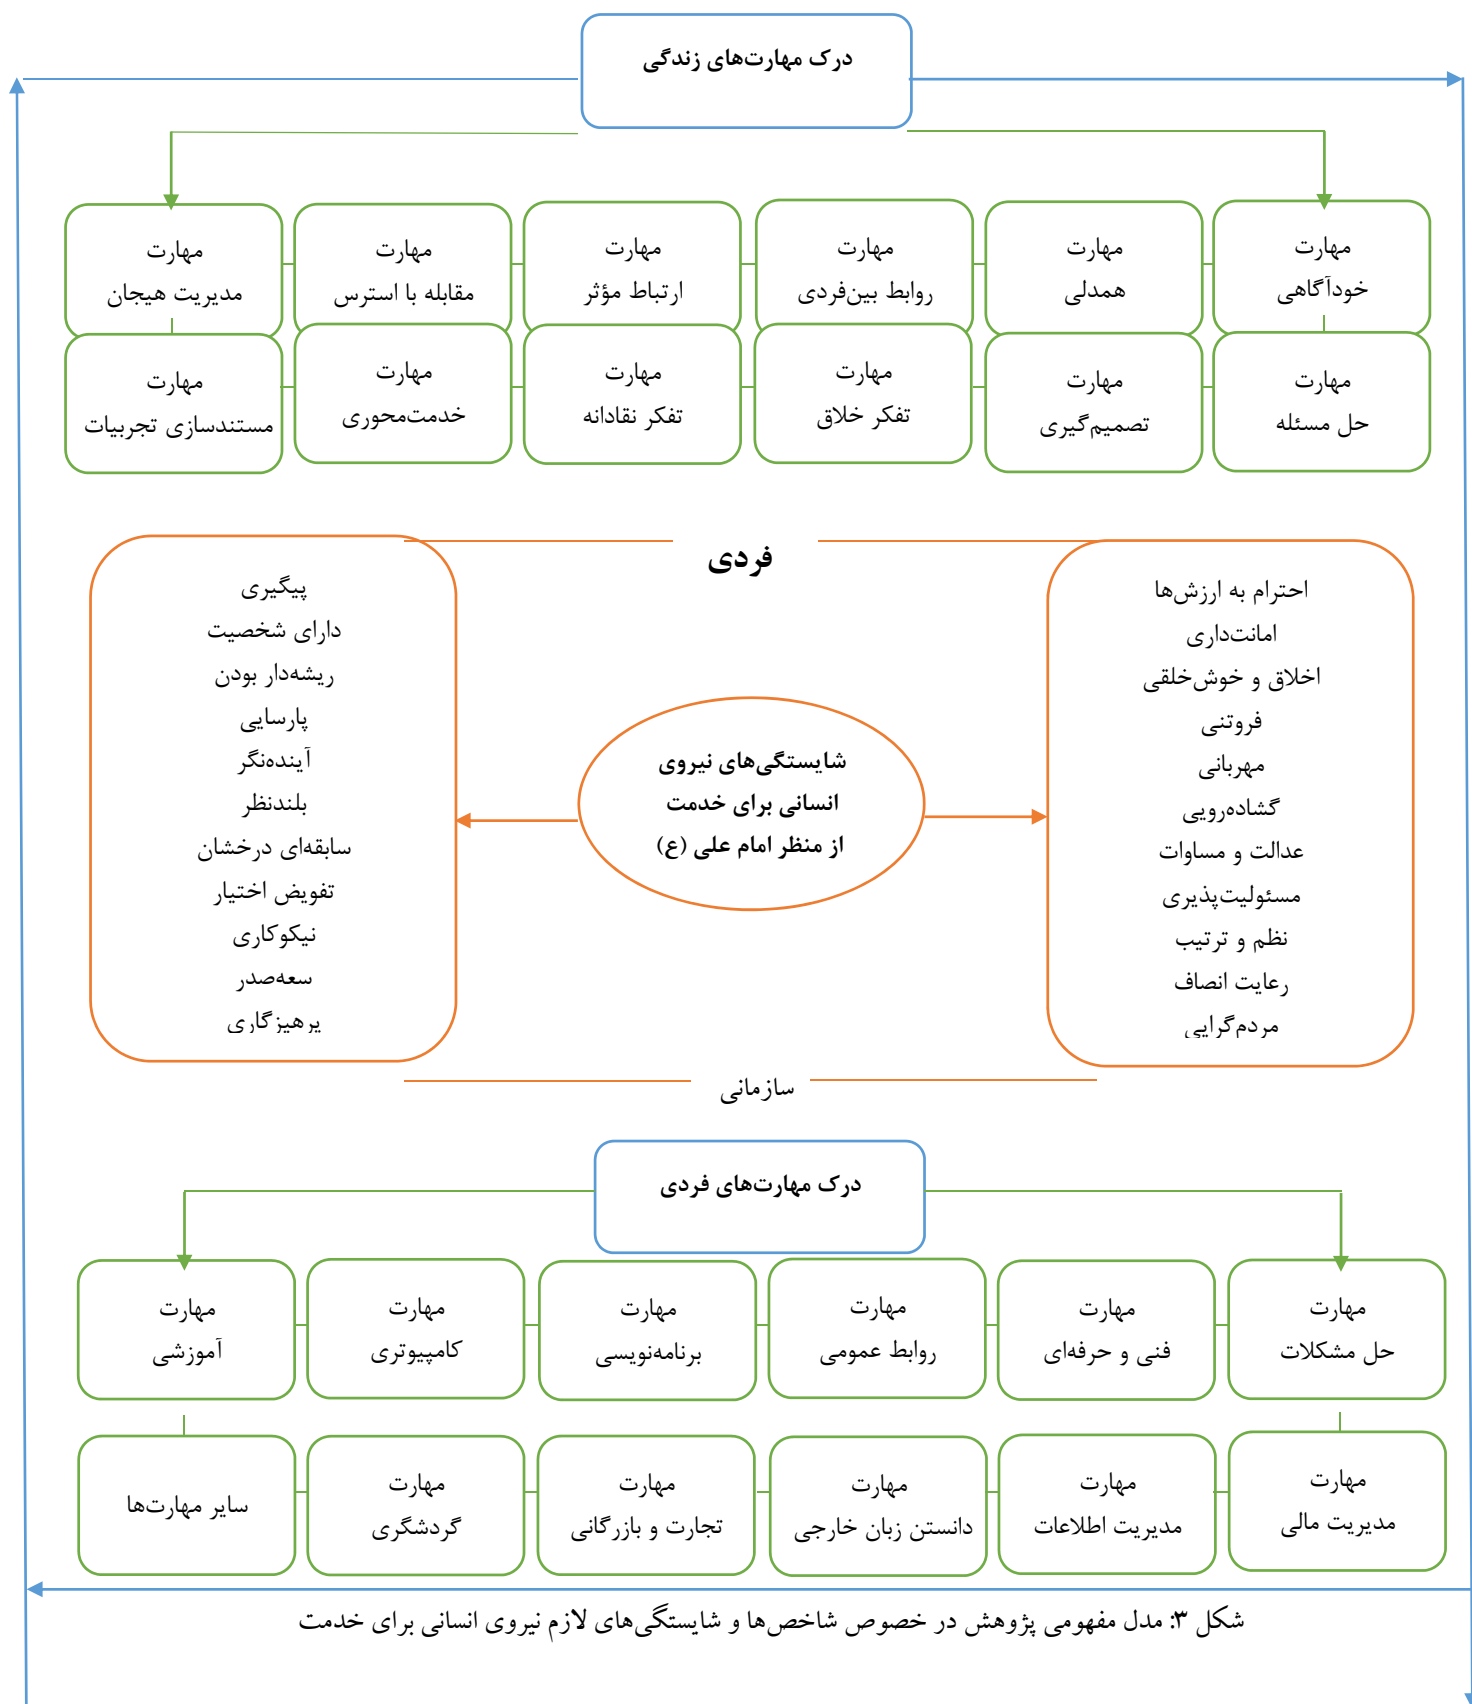 درک مهارت‌های زندگی
مهارت
خودآگاهی
مهارت
همدلی
مهارت
روابط بین‌فردی
مهارت
ارتباط مؤثر
مهارت
مقابله با استرس
مهارت
مدیریت هیجان
مهارت
حل مسئله
مهارت
تصمیم‌گیری
مهارت
تفکر خلاق
مهارت
تفکر نقادانه
مهارت
خدمت‌محوری
مهارت
مستندسازی تجربیات
فردی
احترام به ارزش‌ها
امانت‌داری
اخلاق و خوش‌خلقی
فروتنی
مهربانی
گشاده‌رویی
عدالت و مساوات
مسئولیت‌پذیری
نظم و ترتیب
رعایت انصاف
مردم‌گرایی
شایستگی‌های نیروی
انسانی برای خدمت
از منظر امام علی (ع)
پیگیری
دارای شخصیت
ریشه‌دار بودن
پارسایی
آینده‌نگر
بلندنظر
سابقه‌ای درخشان
تفویض اختیار
نیکوکاری
سعه‌صدر
پرهیزگاری
سازمانی
درک مهارت‌های فردی
مهارت
حل مشکلات
مهارت
فنی و حرفه‌ای
مهارت
روابط عمومی
مهارت
برنامه‌نویسی
مهارت
کامپیوتری
مهارت
آموزشی
مهارت
مدیریت مالی
مهارت
مدیریت اطلاعات
مهارت
دانستن زبان خارجی
مهارت
تجارت و بازرگانی
مهارت
گردشگری
سایر مهارت‌ها
شکل ۳: مدل مفهومی پژوهش در خصوص شاخص‌ها و شایستگی‌های لازم نیروی انسانی برای خدمت